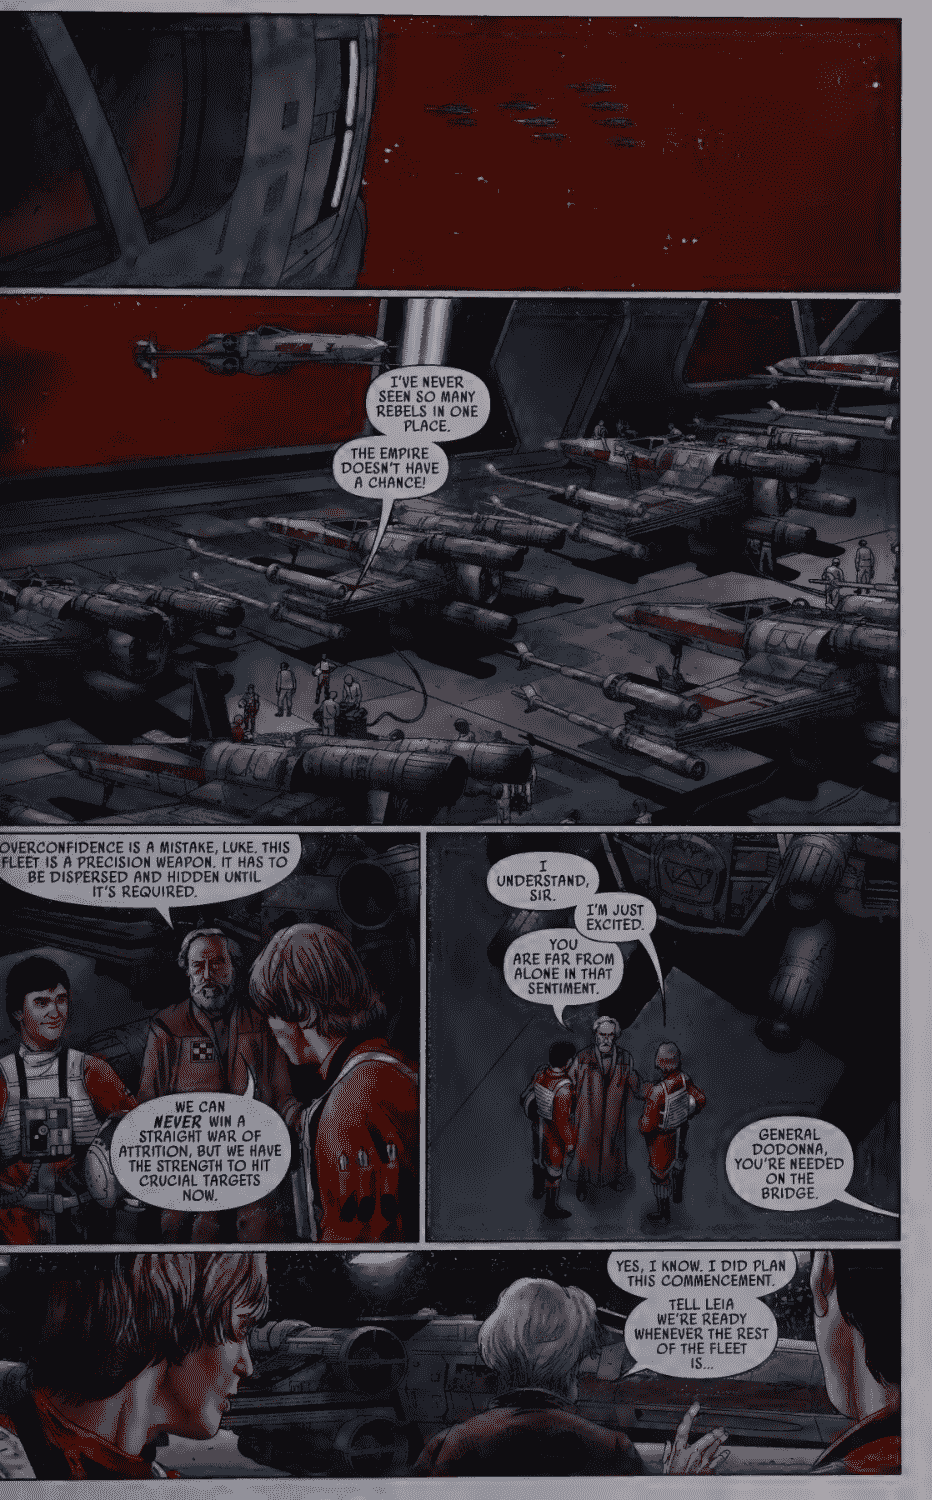 I'VE NEVER
SEEN SO MANY
REBELS IN ONE
PLACE.
THE EMPIRE
DOESN'T HAVE
A CHANCE!
OVERCONFIDENCE IS A MISTAKE, LUKE. THIS
FLEET IS A PRECISION WEAPON. IT HAS TO
BE DISPERSED AND HIDDEN UNTIL
IT'S REQUIRED.
WE CAN
NEVER WIN A
STRAIGHT WAR OF
ATTRITION, BUT WE HAVE
THE STRENGTH TO HIT
CRUCIAL TARGETS
NOW.
I
UNDERSTAND,
SIR.
I'M JUST
EXCITED.
YOU
ARE FAR FROM
ALONE IN THAT
SENTIMENT.
GENERAL
DODONNA,
YOU'RE NEEDED
ON THE
BRIDGE.
YES, I KNOW. I DID PLAN
THIS COMMENCEMENT.
TELL LEIA
WE'RE READY
WHENEVER THE REST
OF THE FLEET
IS...